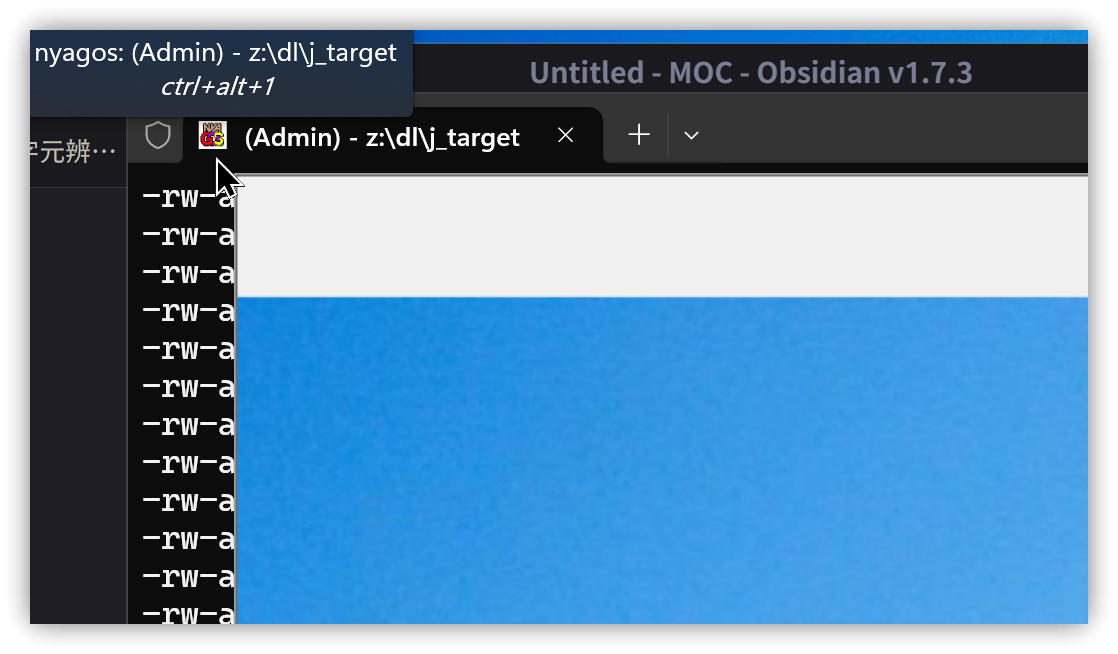 nyagos: (Admin) - z:\dl\j_target
ctrl+alt+1
Untitled - MOC - Obsidian v1.7.3
字元辨…
(Admin) - z:\dl\j_target
-rw-a
-rw-a
-rw-a
-rw-a
-rw-a
-rw-a
-rw-a
-rw-a
-rw-a
-rw-a
-rw-a
-rw-a